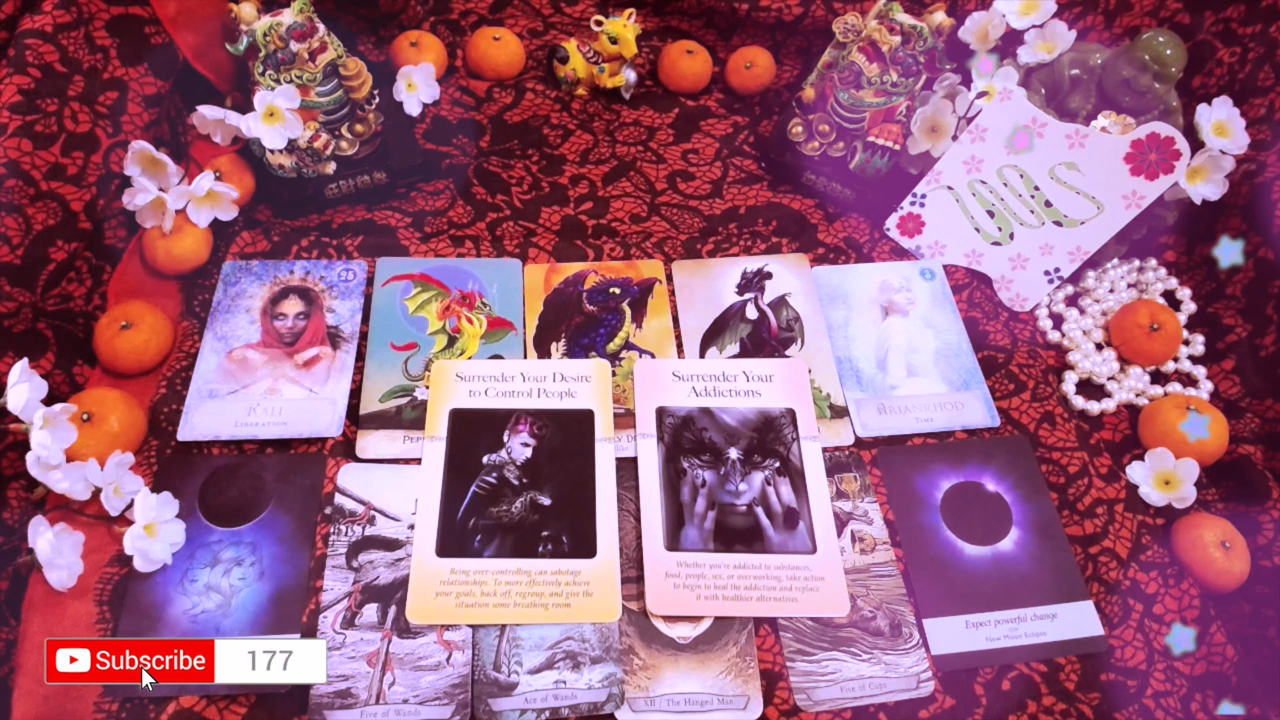 96
KALI
LIBERATION
2
ARIANRHOD
TIME
Surrender Your Desire
to Control People
Being over-controlling can sabotage
relationships. To more effectively achieve
your goals, back off, regroup, and give the
situation some breathing room.
Surrender Your
Addictions
Whether you're addicted to substances,
food, people, sex, or overworking, take action
to begin to heal the addiction and replace
it with healthier alternatives.
Expect powerful change
New Moon Eclipse
Subscribe 177
Five of Wands
Ace of Wands
XII / The Hanged Man
Five of Cups